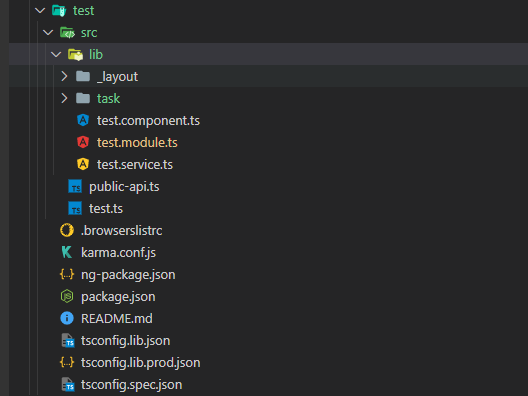 test
src
lib
_layout
task
test.component.ts
test.module.ts
test.service.ts
TS public-api.ts
TS test.ts
.browserslistrc
karma.conf.js
{..} ng-package.json
package.json
README.md
tsconfig.lib.json
{..} tsconfig.lib.prod.json
tsconfig.spec.json